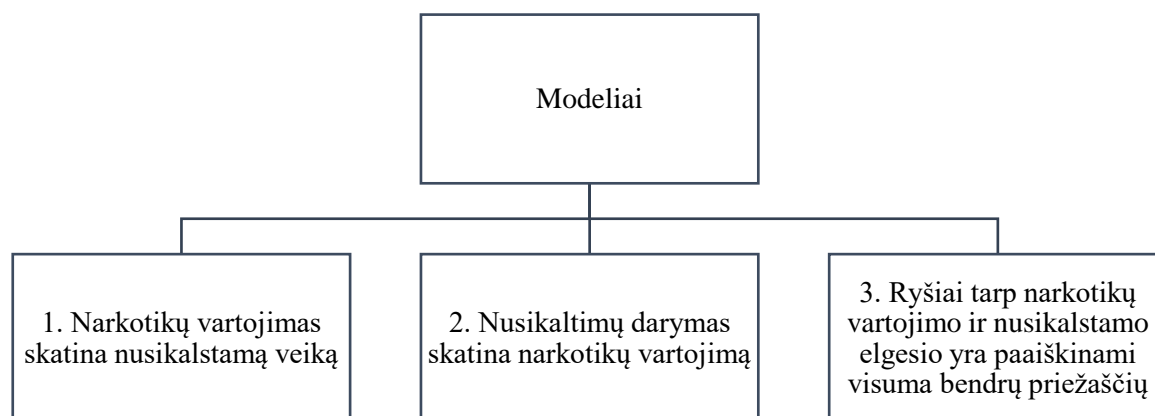 Modeliai
1. Narkotikų vartojimas
skatina nusikalstamą veiką
2. Nusikaltimų darymas
skatina narkotikų vartojimą
3. Ryšiai tarp narkotikų
vartojimo ir nusikalstamo
elgesio yra paaiškinami
visuma bendrų priežaščių